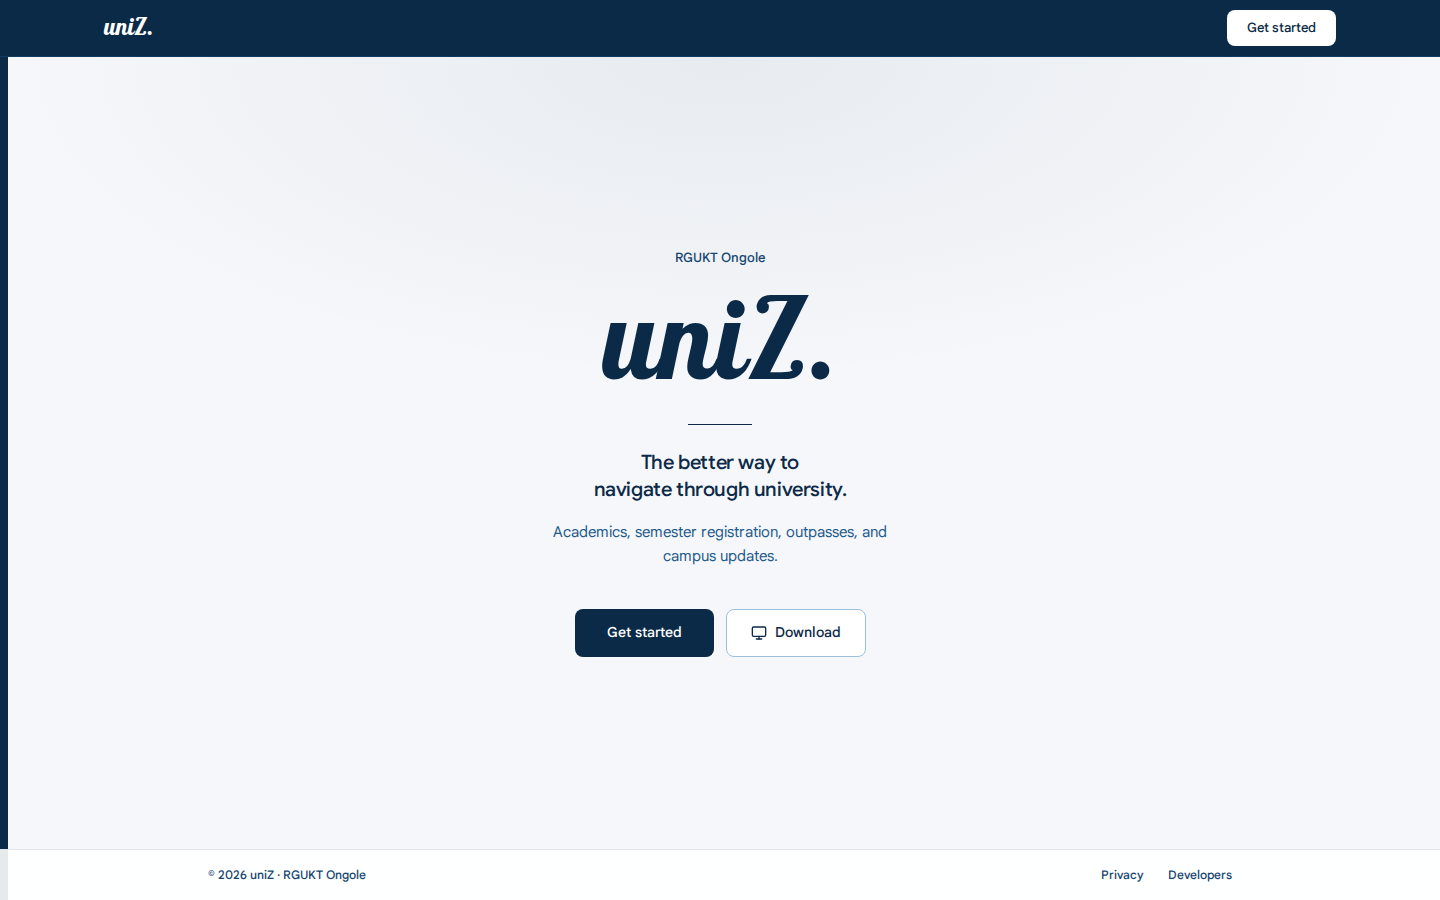 uniZ.
Get started
RGUKT Ongole
uniZ.
The better way to
navigate through university.
Academics, semester registration, outpasses, and
campus updates.
Get started
Download
© 2026 uniZ · RGUKT Ongole
Privacy
Developers